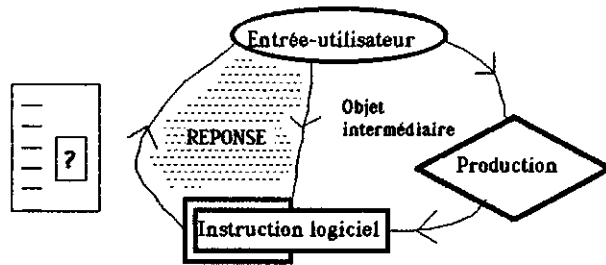 Entrée-utilisateur
Objet
intermédiaire
REPONSE
?
Production
Instruction logiciel